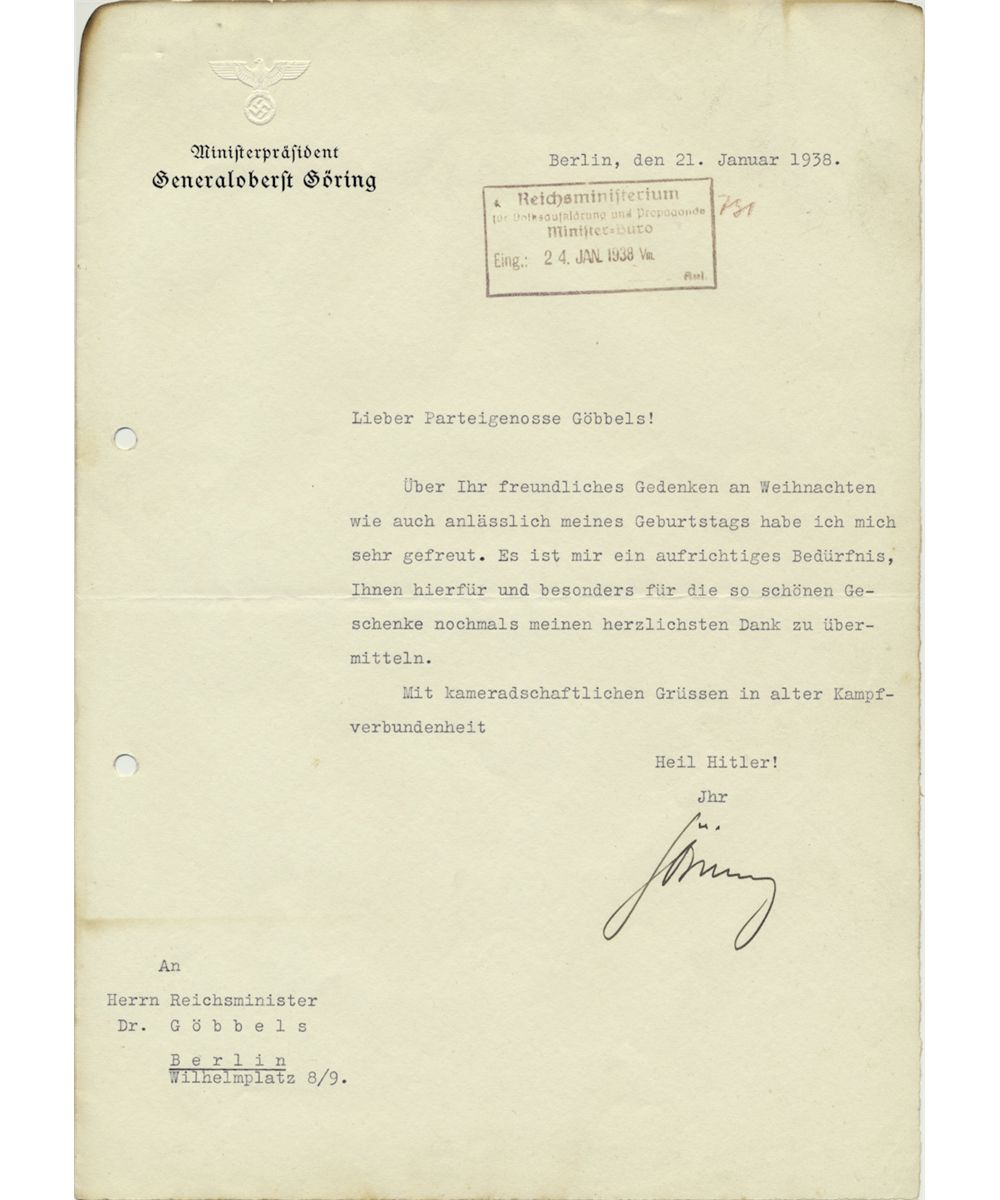 Ministerpräsident
Generaloberst Göring
Berlin, den 21. Januar 1938.
Reichsministerium
für Volksaufklärung und Propaganda
Minister=Büro
Eing.: 24. JAN. 1938 Vm.
Anl.
Lieber Parteigenosse Göbbels!
Über Ihr freundliches Gedenken an Weihnachten
wie auch anlässlich meines Geburtstags habe ich mich
sehr gefreut. Es ist mir ein aufrichtiges Bedürfnis,
Ihnen hierfür und besonders für die so schönen Ge-
schenke nochmals meinen herzlichsten Dank zu über-
mitteln.
Mit kameradschaftlichen Grüssen in alter Kampf-
verbundenheit
Heil Hitler!
Jhr
Göring
An
Herrn Reichsminister
Dr. G ö b b e l s
B e r l i n
Wilhelmplatz 8/9.